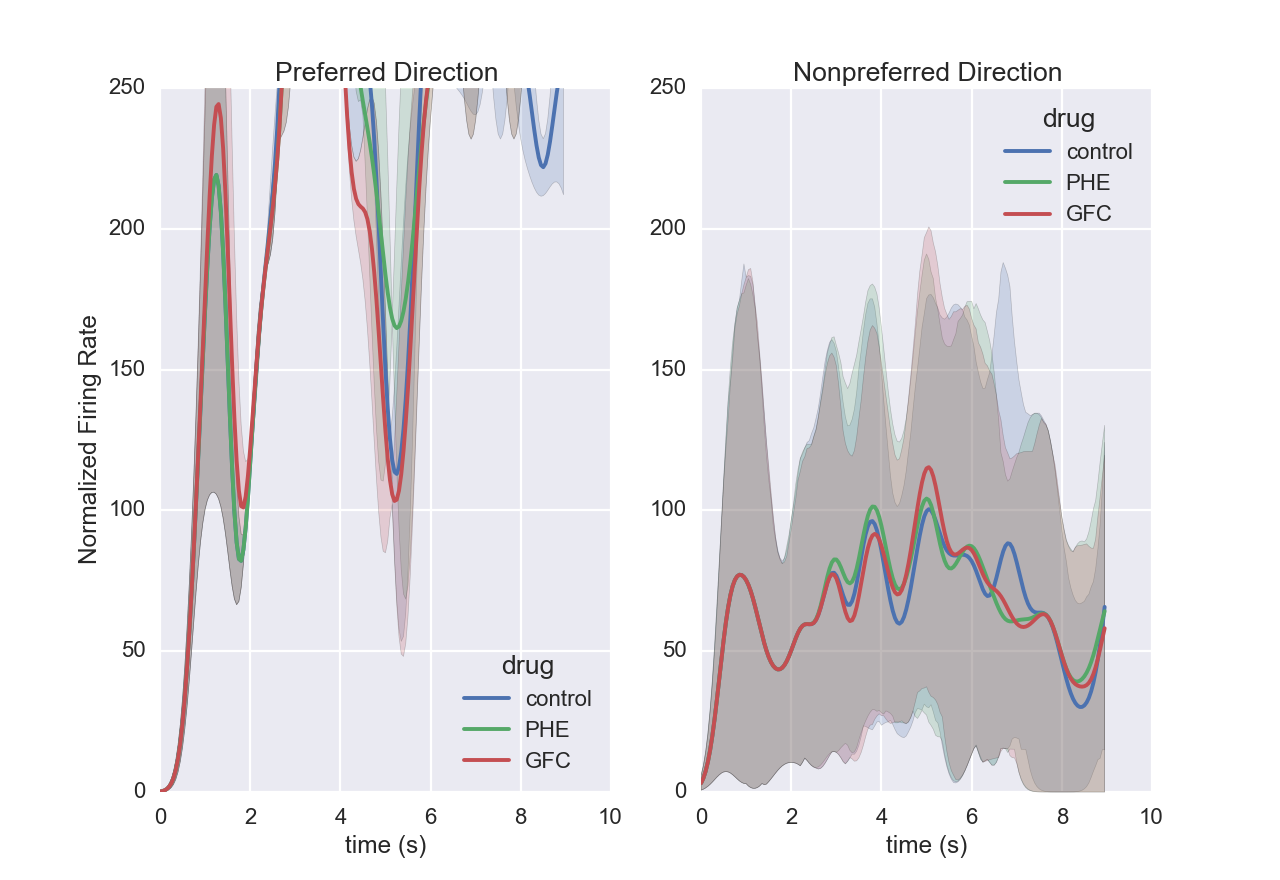 Preferred Direction
Normalized Firing Rate
250
200
150
100
50
0
0 2 4 6 8 10
time (s)
drug
control
PHE
GFC
Nonpreferred Direction
250
200
150
100
50
0
0 2 4 6 8 10
time (s)
drug
control
PHE
GFC